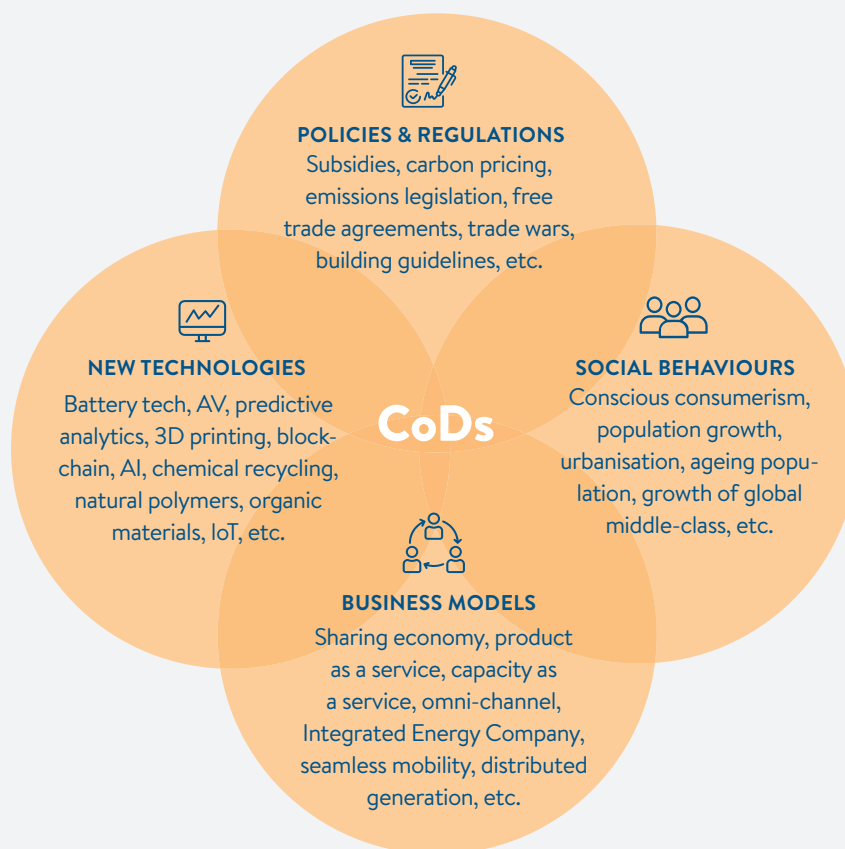 POLICIES & REGULATIONS
Subsidies, carbon pricing,
emissions legislation, free
trade agreements, trade wars,
building guidelines, etc.
NEW TECHNOLOGIES
Battery tech, AV, predictive
analytics, 3D printing, block-
chain, AI, chemical recycling,
natural polymers, organic
materials, IoT, etc.
CoDs
SOCIAL BEHAVIOURS
Conscious consumerism,
population growth,
urbanisation, ageing popu-
lation, growth of global
middle-class, etc.
BUSINESS MODELS
Sharing economy, product
as a service, capacity as
a service, omni-channel,
Integrated Energy Company,
seamless mobility, distributed
generation, etc.